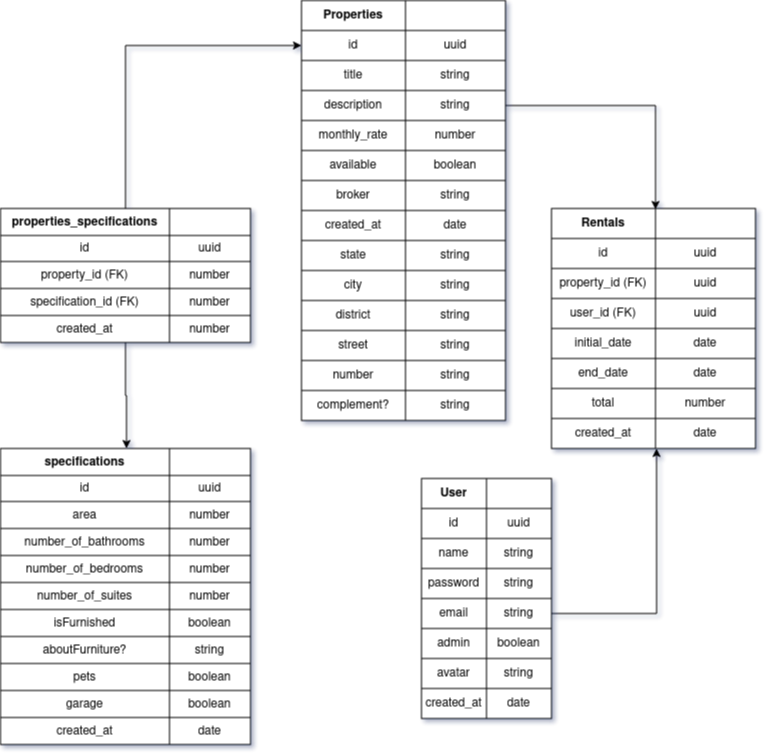 Properties
id uuid
title string
description string
monthly_rate number
available boolean
broker string
created_at date
state string
city string
district string
street string
number string
complement? string
properties_specifications
id uuid
property_id (FK) number
specification_id (FK) number
created_at number
Rentals
id uuid
property_id (FK) uuid
user_id (FK) uuid
initial_date date
end_date date
total number
created_at date
specifications
id uuid
area number
number_of_bathrooms number
number_of_bedrooms number
number_of_suites number
isFurnished boolean
aboutFurniture? string
pets boolean
garage boolean
created_at date
User
id uuid
name string
password string
email string
admin boolean
avatar string
created_at date